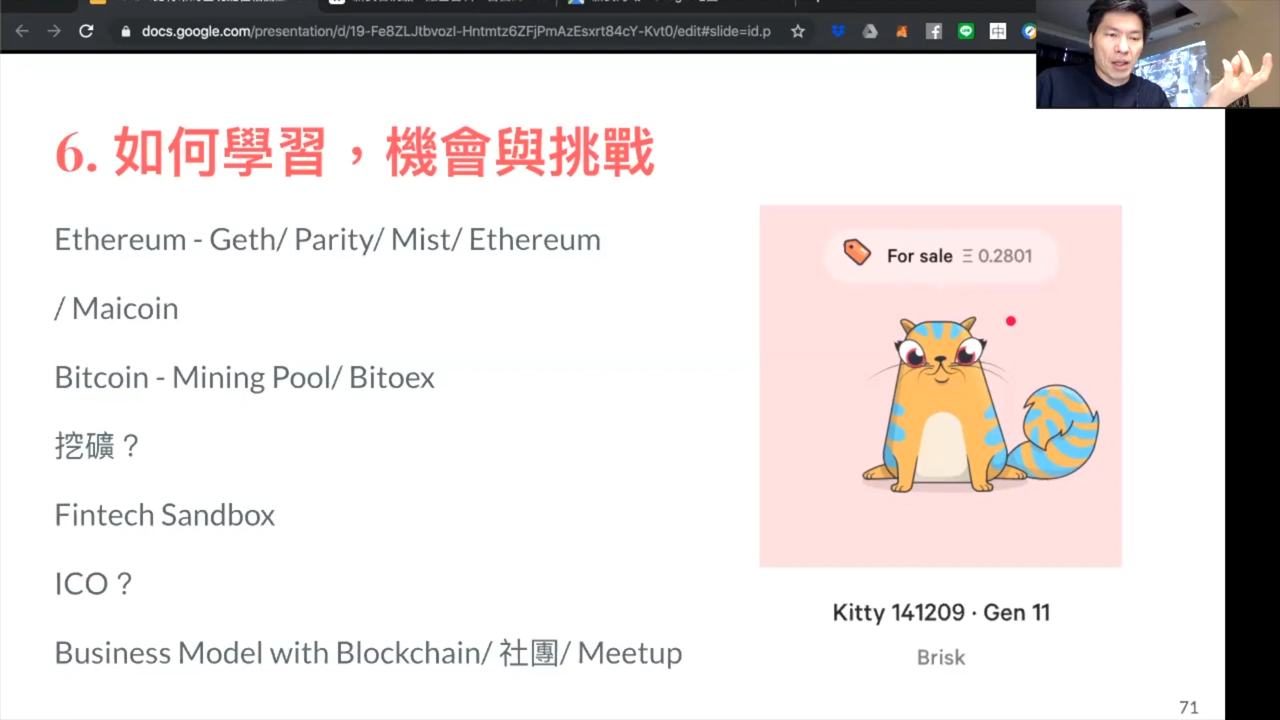 docs.google.com/presentation/d/19-Fe8ZLJtbvozI-Hntmtz6ZFjPmAzEsxrt84cY-Kvt0/edit#slide=id.p
中
6. 如何學習，機會與挑戰
Ethereum - Geth/ Parity/ Mist/ Ethereum
/ Maicoin
Bitcoin - Mining Pool/ Bitoex
挖礦？
Fintech Sandbox
ICO？
Business Model with Blockchain/ 社團/ Meetup
For sale Ξ 0.2801
Kitty 141209 · Gen 11
Brisk
71